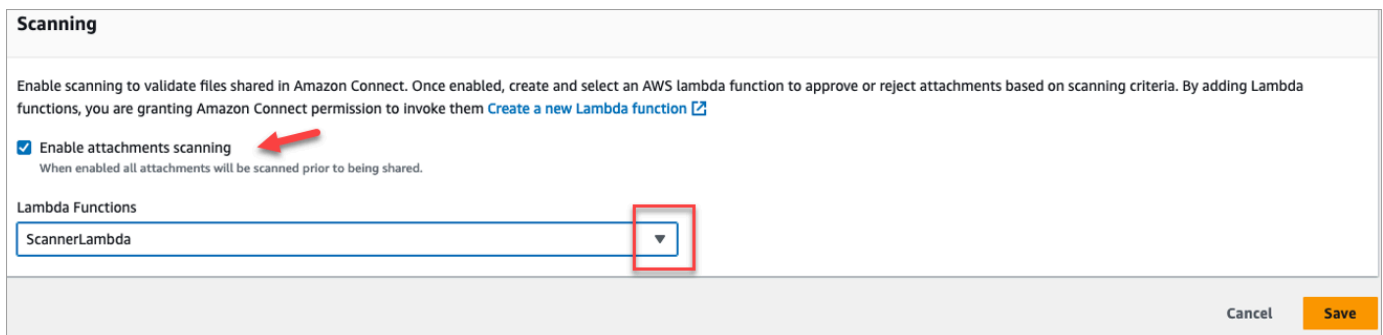 Scanning
Enable scanning to validate files shared in Amazon Connect. Once enabled, create and select an AWS lambda function to approve or reject attachments based on scanning criteria. By adding Lambda
functions, you are granting Amazon Connect permission to invoke them Create a new Lambda function
Enable attachments scanning
When enabled all attachments will be scanned prior to being shared.
Lambda Functions
ScannerLambda
Cancel Save